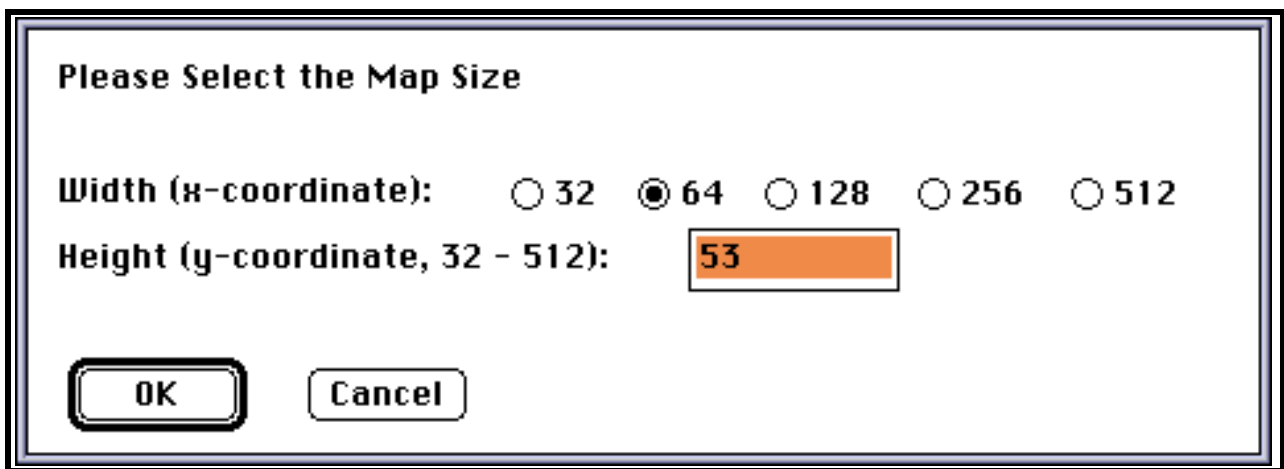 Please Select the Map Size
Width (x-coordinate): 32 64 128 256 512
Height (y-coordinate, 32 - 512): 53
OK Cancel